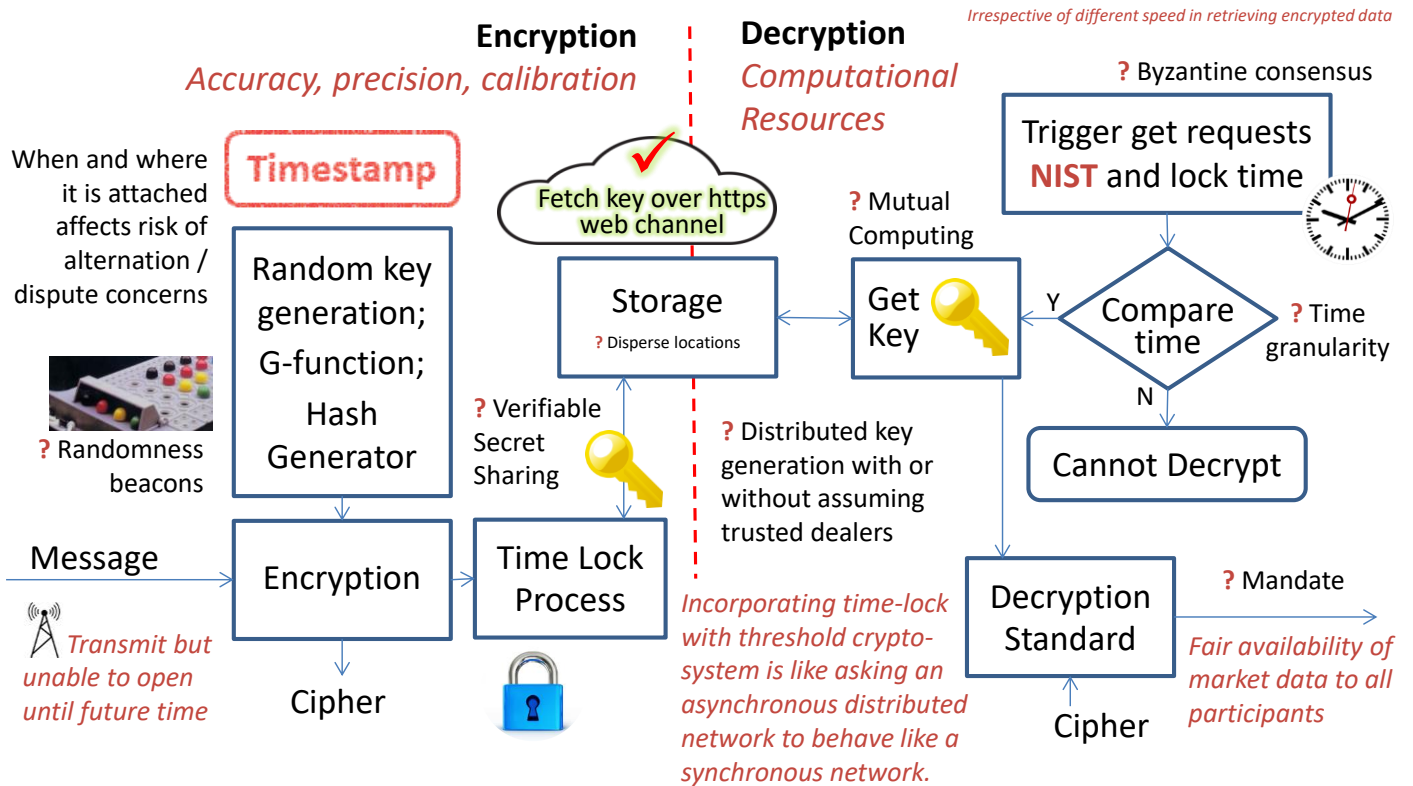 Irrespective of different speed in retrieving encrypted data
Encryption
Accuracy, precision, calibration
Decryption
Computational
Resources
? Byzantine consensus
Trigger get requests
NIST and lock time
When and where
it is attached
affects risk of
alternation /
dispute concerns
Timestamp
Fetch key over https
web channel
? Mutual
Computing
Random key
generation;
G-function;
Hash
Generator
Storage
? Disperse locations
Get
Key
Y
Compare
time
? Time
granularity
N
Cannot Decrypt
? Randomness
beacons
? Verifiable
Secret
Sharing
? Distributed key
generation with or
without assuming
trusted dealers
Message
Encryption
Time Lock
Process
Transmit but
unable to open
until future time
Cipher
Incorporating time-lock
with threshold crypto-
system is like asking an
asynchronous distributed
network to behave like a
synchronous network.
Decryption
Standard
? Mandate
Fair availability of
market data to all
participants
Cipher